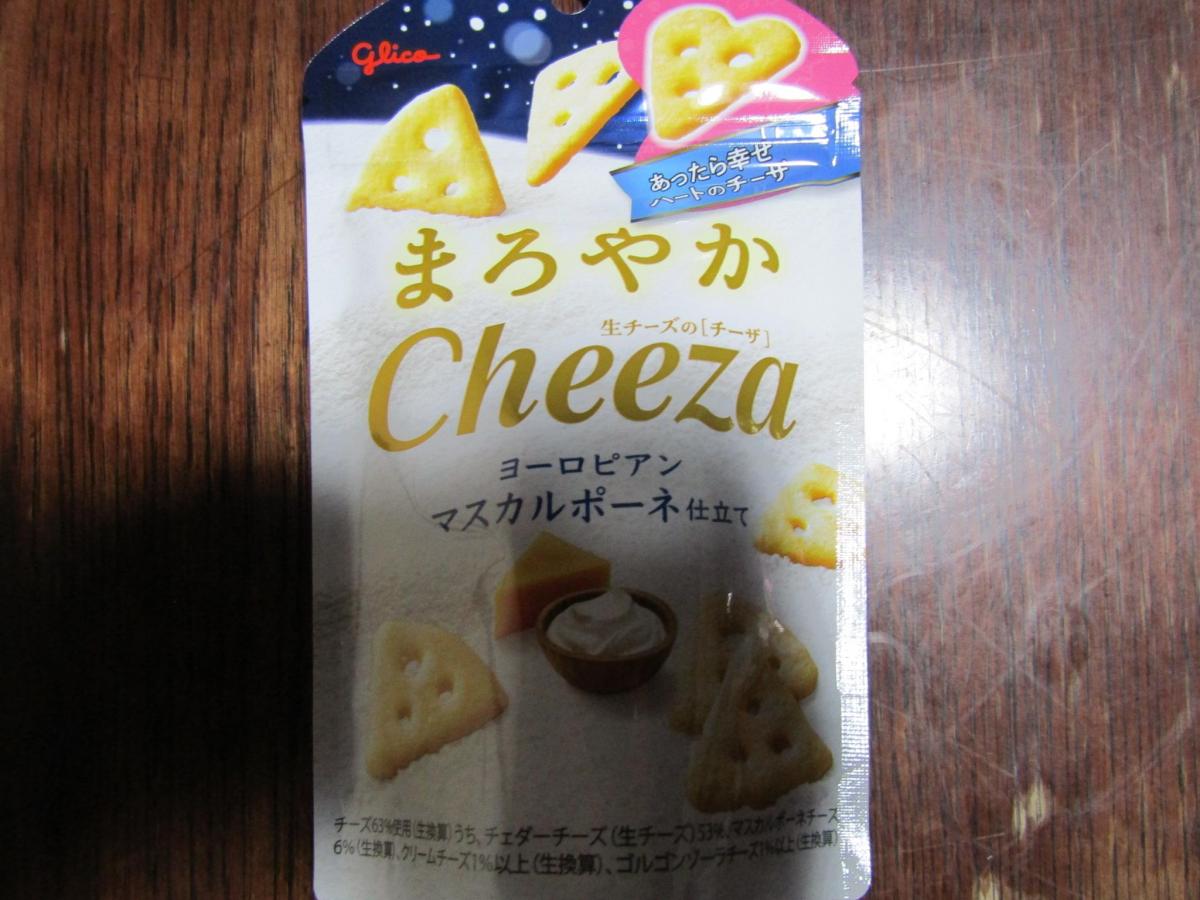 Glico
あったら幸せ
ハートのチーザ
まろやか
生チーズの[チーザ]
Cheeza
ヨーロピアン
マスカルポーネ仕立て
チーズ63%使用(生換算)うち、チェダーチーズ(生チーズ)53%、マスカルポーネチーズ
6%(生換算)、クリームチーズ1%以上(生換算)、ゴルゴンゾーラチーズ1%以上(生換算)